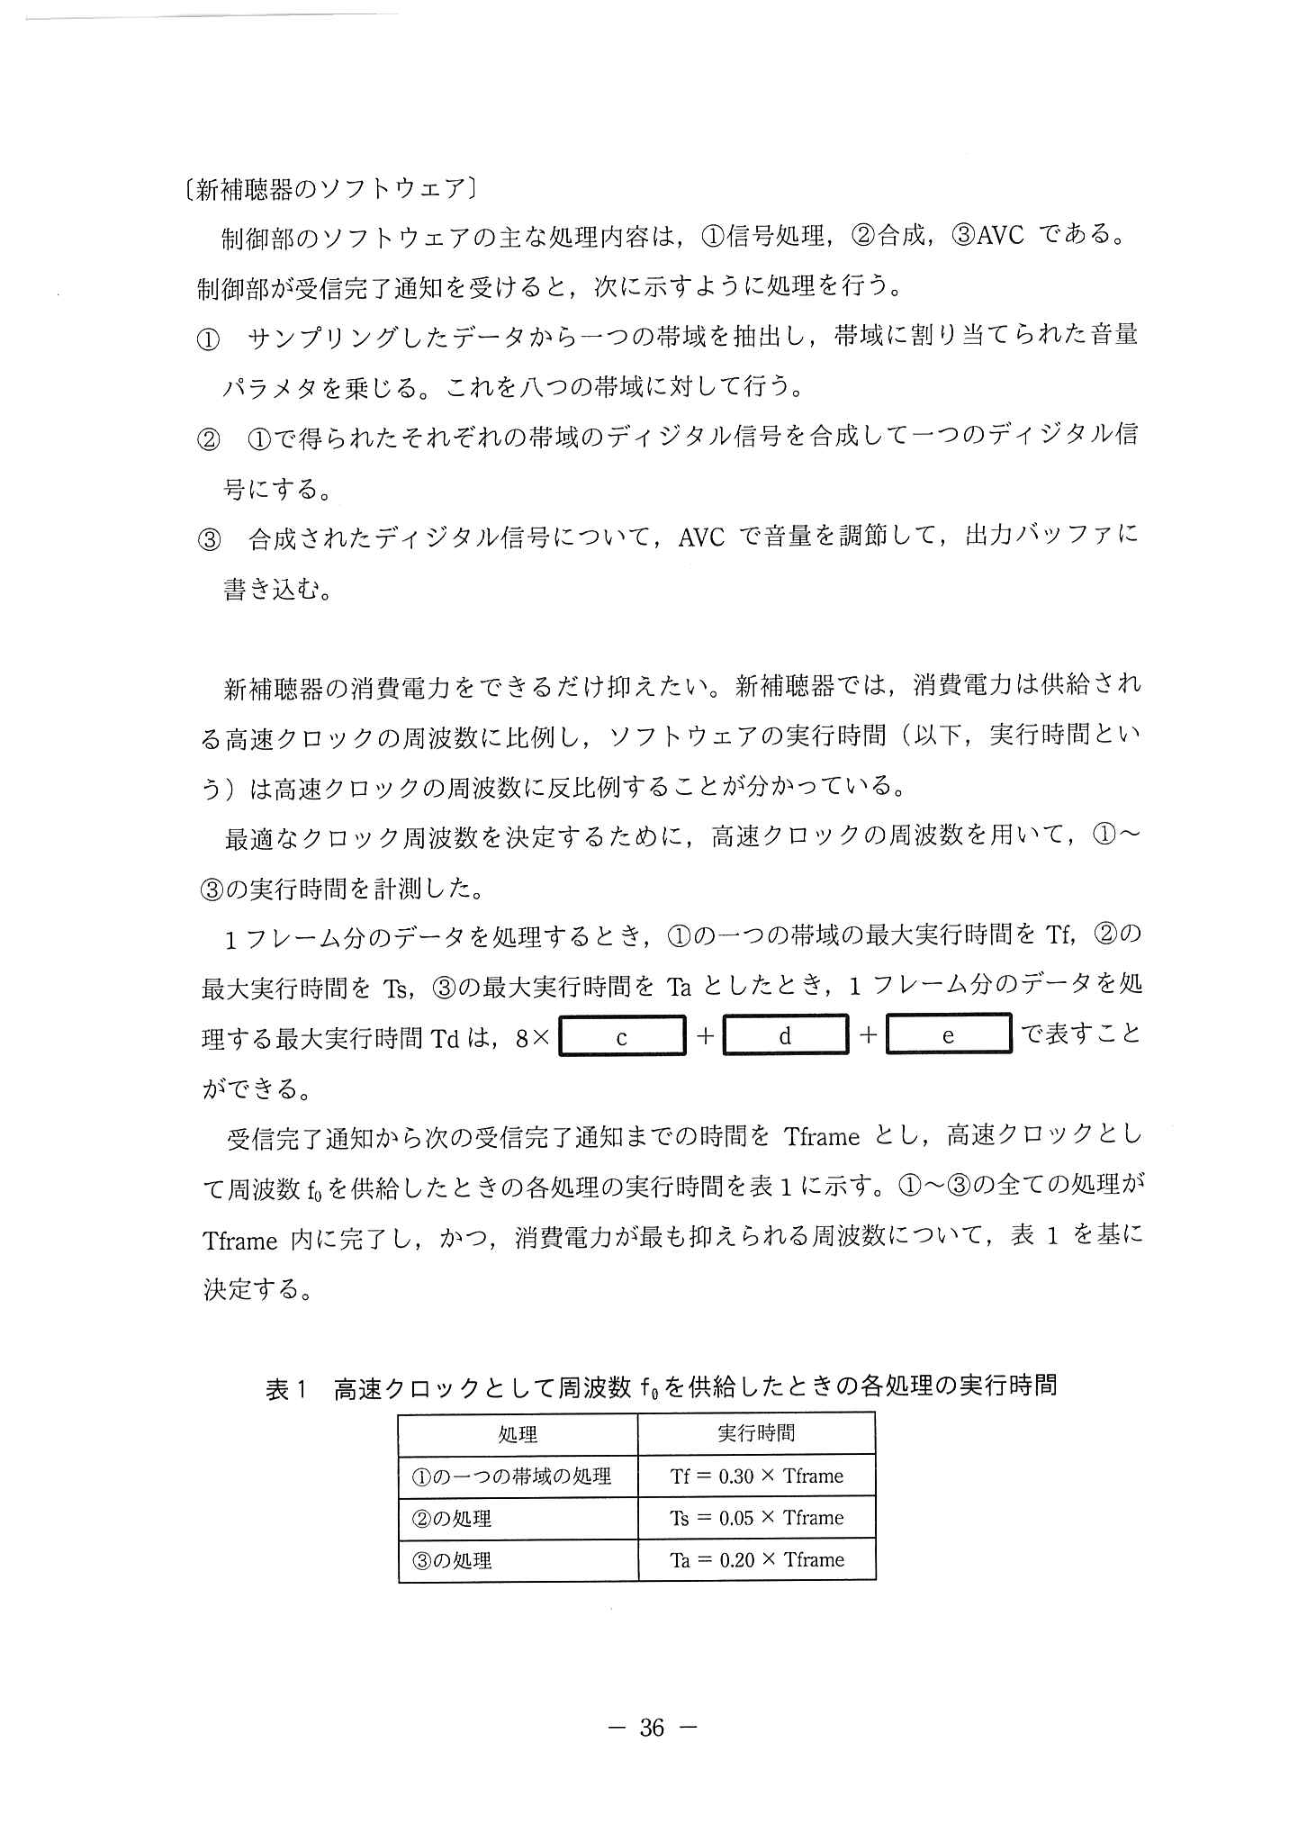 〔新補聴器のソフトウェア〕
制御部のソフトウェアの主な処理内容は，①信号処理，②合成，③AVC である。
制御部が受信完了通知を受けると，次に示すように処理を行う。
① サンプリングしたデータから一つの帯域を抽出し，帯域に割り当てられた音量
パラメタを乗じる。これを八つの帯域に対して行う。
② ①で得られたそれぞれの帯域のディジタル信号を合成して一つのディジタル信
号にする。
③ 合成されたディジタル信号について，AVC で音量を調節して，出力バッファに
書き込む。
新補聴器の消費電力をできるだけ抑えたい。新補聴器では，消費電力は供給され
る高速クロックの周波数に比例し，ソフトウェアの実行時間（以下，実行時間とい
う）は高速クロックの周波数に反比例することが分かっている。
最適なクロック周波数を決定するために，高速クロックの周波数を用いて，①～
③の実行時間を計測した。
1 フレーム分のデータを処理するとき，①の一つの帯域の最大実行時間を Tf，②の
最大実行時間を Ts，③の最大実行時間を Ta としたとき，1 フレーム分のデータを処
理する最大実行時間 Td は，8× c ＋ d ＋ e で表すこと
ができる。
受信完了通知から次の受信完了通知までの時間を Tframe とし，高速クロックとし
て周波数 f₀ を供給したときの各処理の実行時間を表 1 に示す。①～③の全ての処理が
Tframe 内に完了し，かつ，消費電力が最も抑えられる周波数について，表 1 を基に
決定する。
表 1 高速クロックとして周波数 f₀ を供給したときの各処理の実行時間
処理 実行時間
①の一つの帯域の処理 Tf = 0.30 × Tframe
②の処理 Ts = 0.05 × Tframe
③の処理 Ta = 0.20 × Tframe
－ 36 －